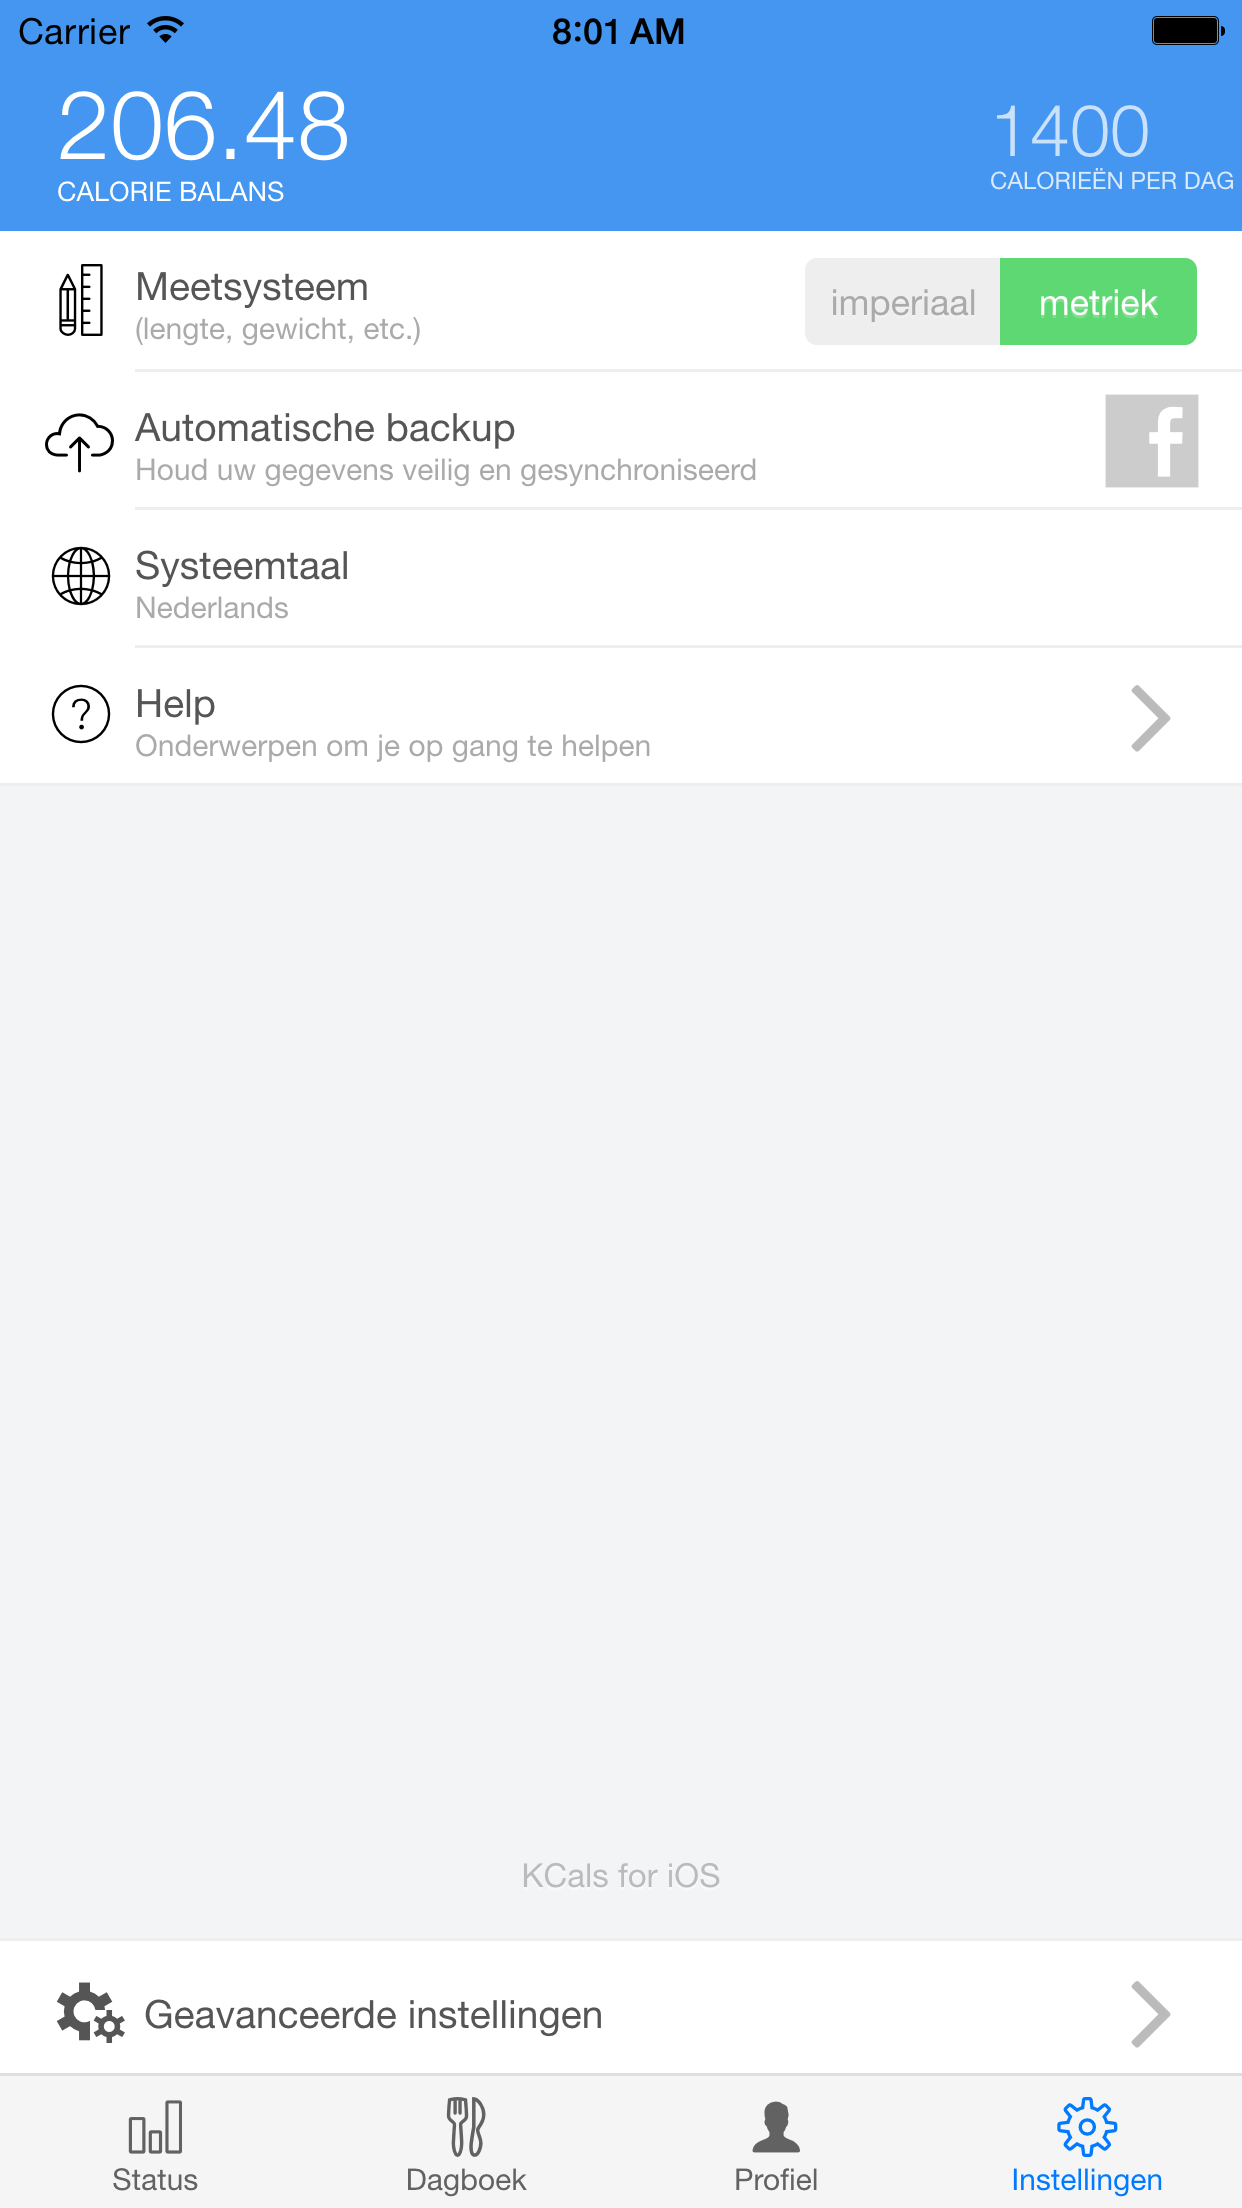 Carrier 8:01 AM
206.48
CALORIE BALANS
1400
CALORIEËN PER DAG
Meetsysteem
(lengte, gewicht, etc.)
imperiaal metriek
Automatische backup
Houd uw gegevens veilig en gesynchroniseerd
f
Systeemtaal
Nederlands
?
Help
Onderwerpen om je op gang te helpen
KCals for iOS
Geavanceerde instellingen
Status Dagboek Profiel Instellingen